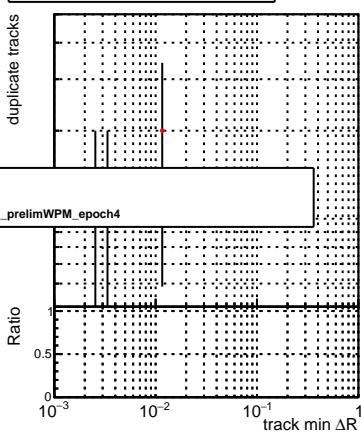 duplicate tracks
_prelimWPM_epoch4
Ratio
1
0.5
0
10⁻³ 10⁻² 10⁻¹ 1
track min ΔR